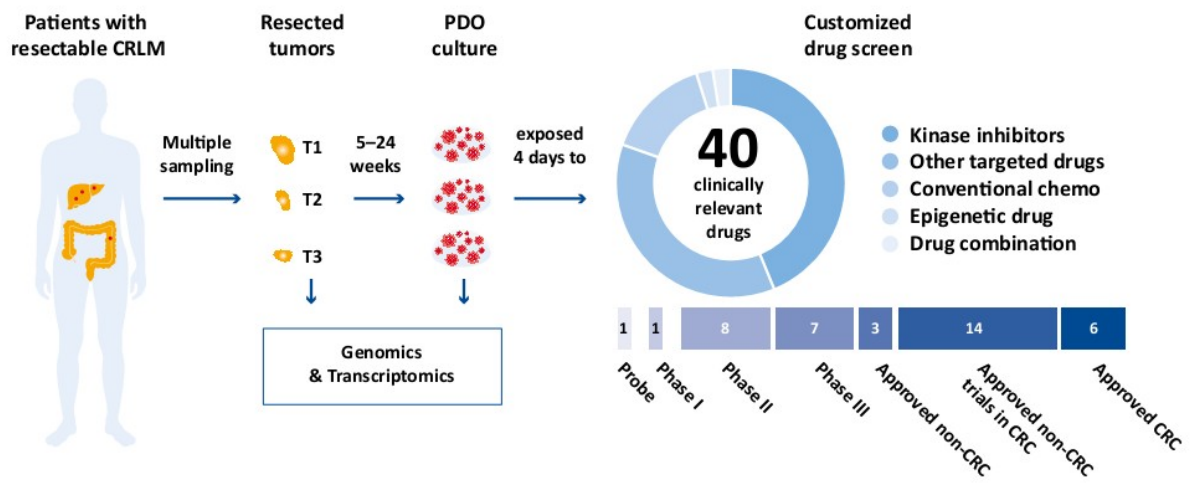 Patients with
resectable CRLM
Resected
tumors
PDO
culture
Customized
drug screen
Multiple
sampling
T1
T2
T3
5–24
weeks
exposed
4 days to
40
clinically
relevant
drugs
Kinase inhibitors
Other targeted drugs
Conventional chemo
Epigenetic drug
Drug combination
Genomics
& Transcriptomics
1
1
8
7
3
14
6
Probe
Phase I
Phase II
Phase III
Approved non-CRC
Approved non-CRC
trials in CRC
Approved CRC